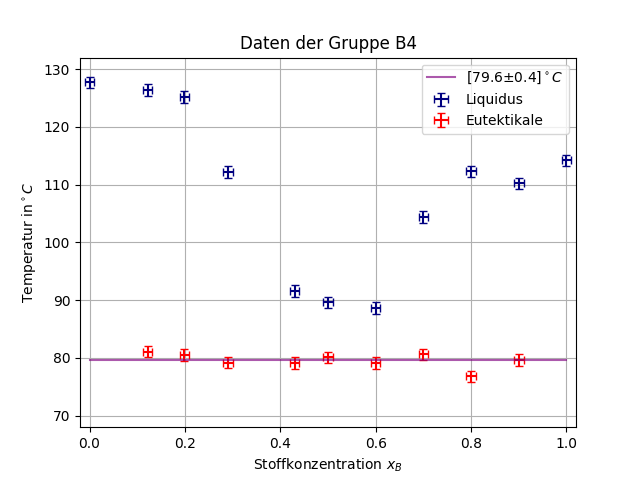 Daten der Gruppe B4
[79.6±0.4]°C
Liquidus
Eutektikale
130
120
110
100
90
80
70
Temperatur in°C
0.0 0.2 0.4 0.6 0.8 1.0
Stoffkonzentration x_B